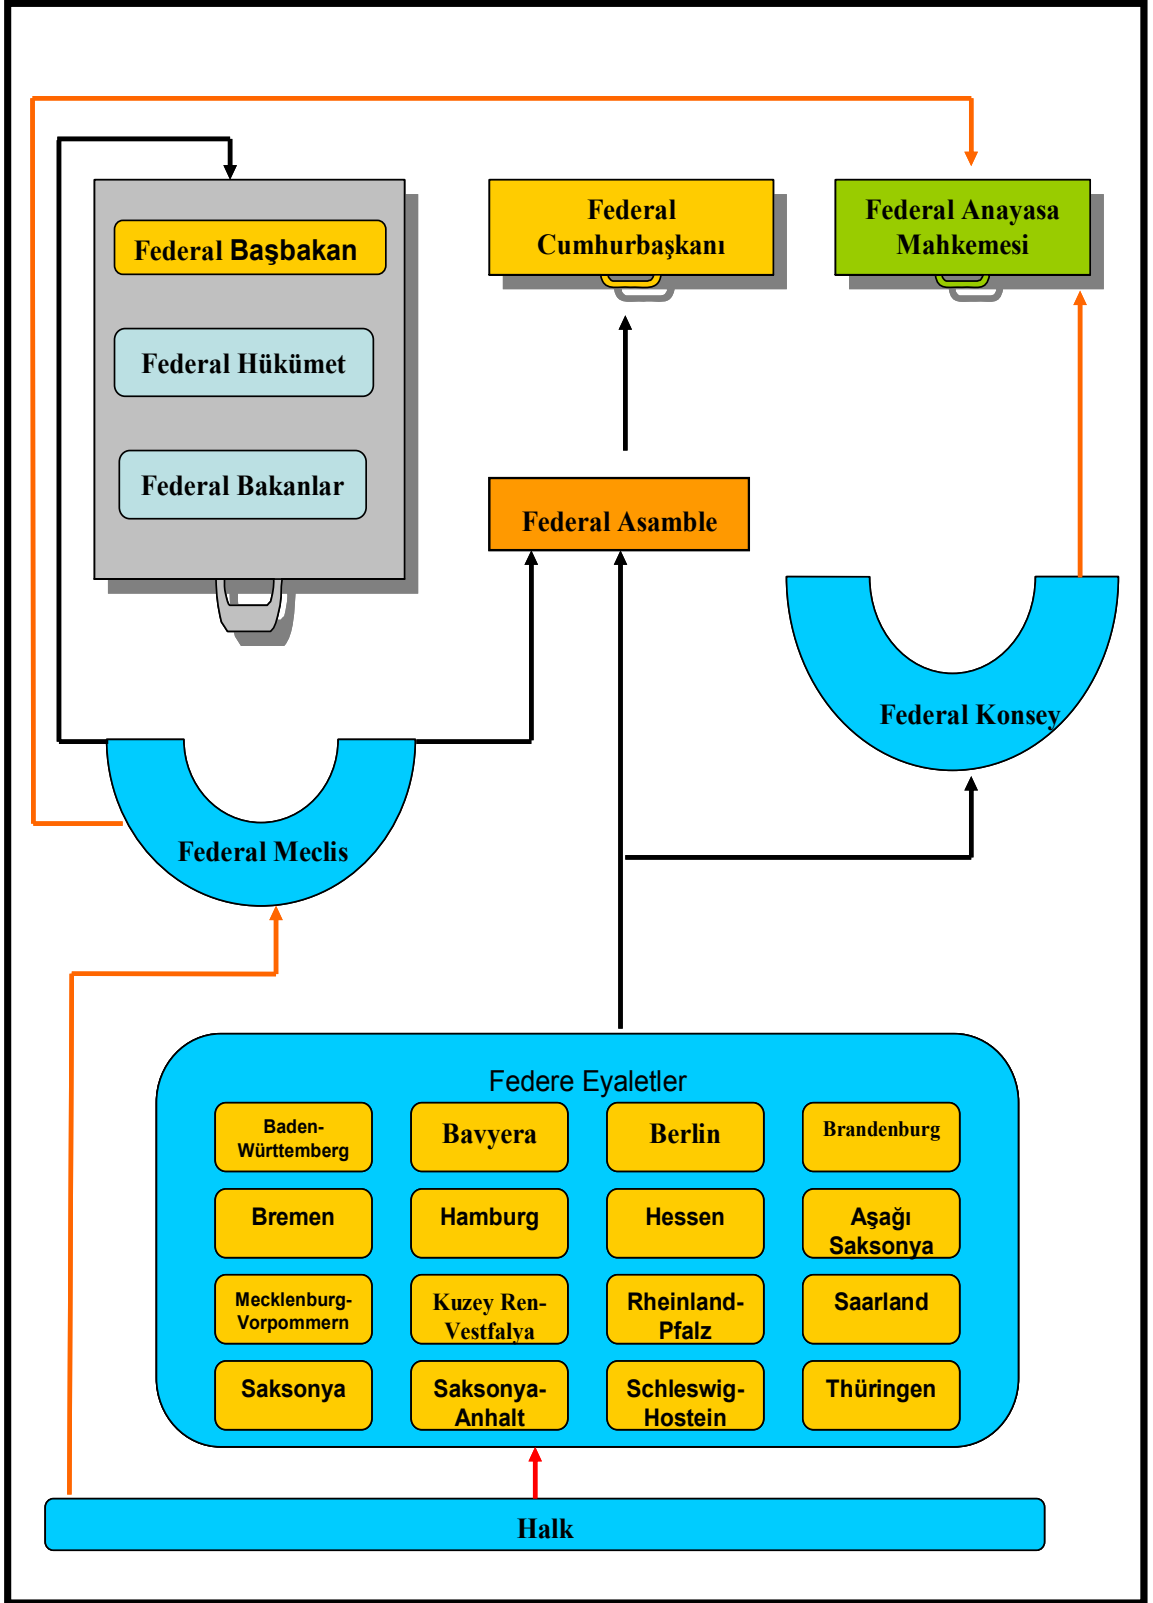 Federal Başbakan
Federal Hükümet
Federal Bakanlar
Federal
Cumhurbaşkanı
Federal Anayasa
Mahkemesi
Federal Asamble
Federal Konsey
Federal Meclis
Federe Eyaletler
Baden-
Württemberg
Bavyera
Berlin
Brandenburg
Bremen
Hamburg
Hessen
Aşağı
Saksonya
Mecklenburg-
Vorpommern
Kuzey Ren-
Vestfalya
Rheinland-
Pfalz
Saarland
Saksonya
Saksonya-
Anhalt
Schleswig-
Hostein
Thüringen
Halk